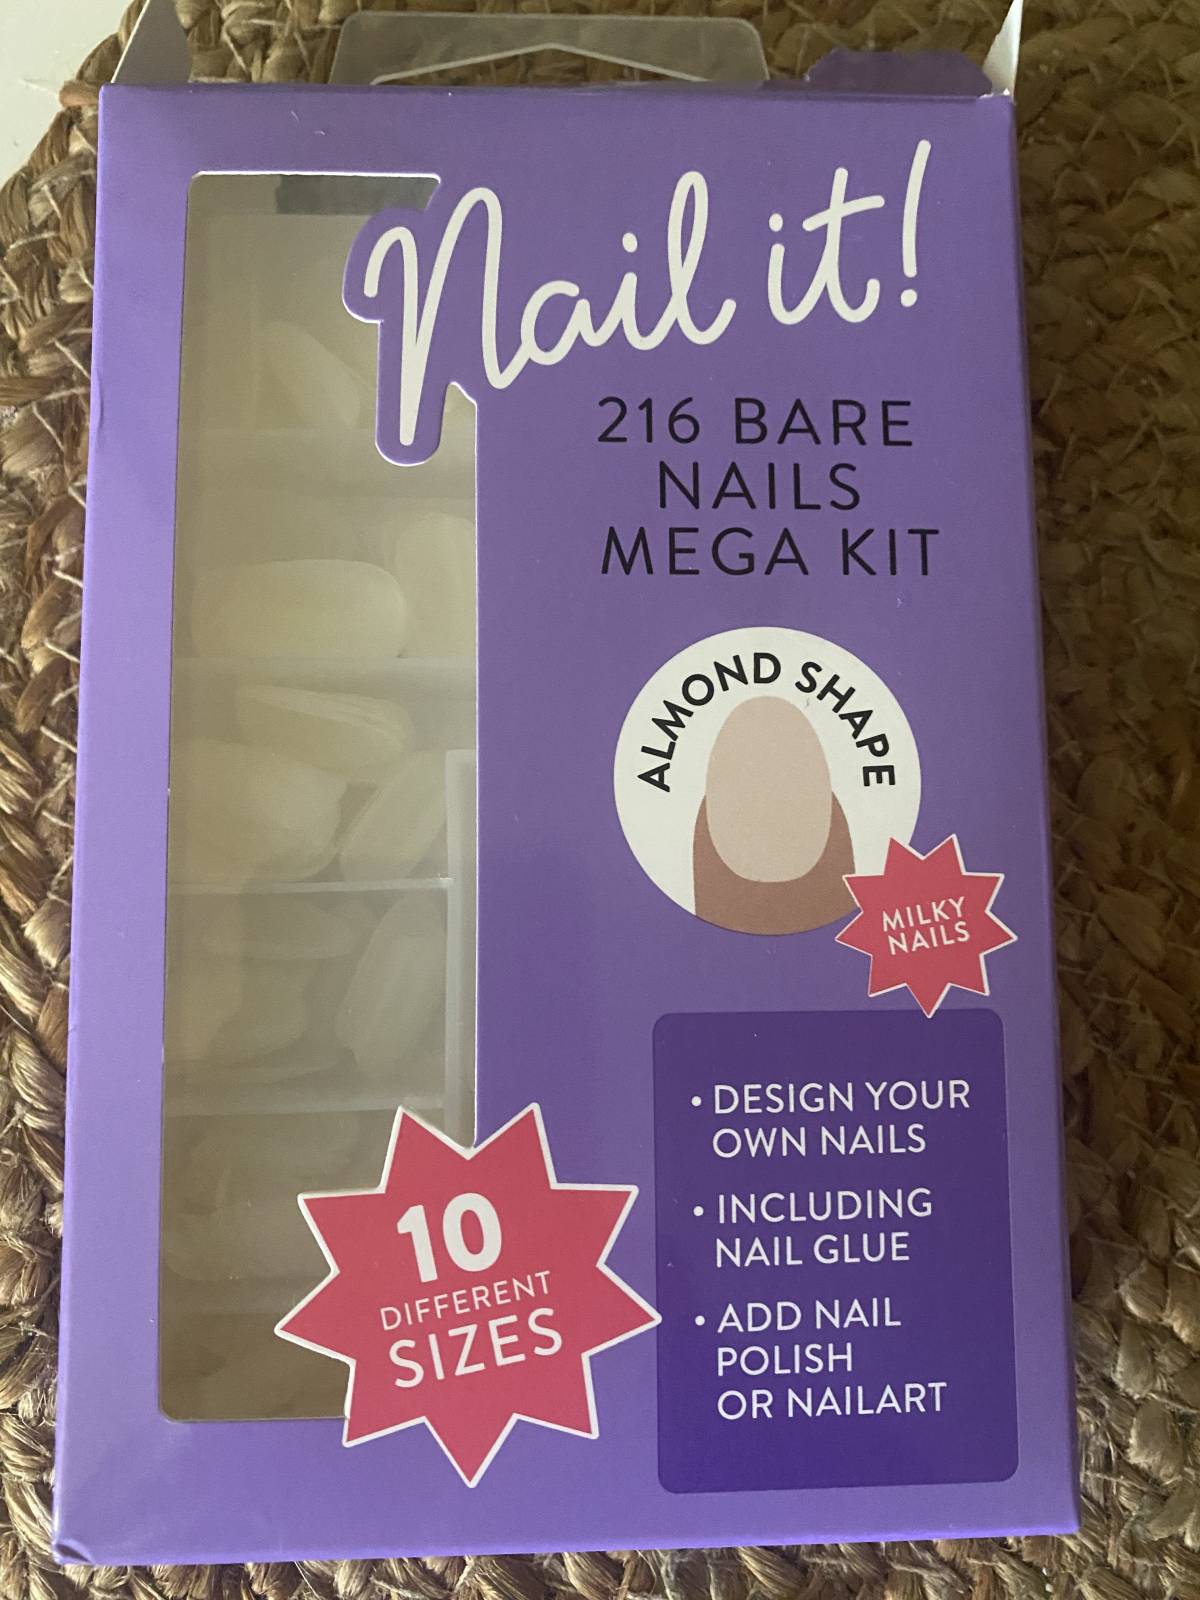 Nail it!
216 BARE
NAILS
MEGA KIT
ALMOND SHAPE
MILKY
NAILS
• DESIGN YOUR
OWN NAILS
• INCLUDING
NAIL GLUE
• ADD NAIL
POLISH
OR NAILART
10
DIFFERENT
SIZES